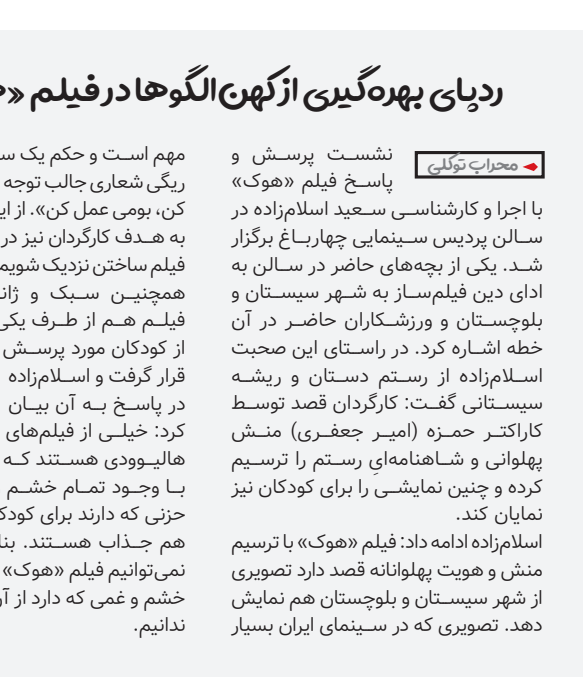 ردپای بهره‌گیری از کهن‌الگوها در فیلم «
محراب توکلی
نشست پرسش و
پاسخ فیلم «هوک»
با اجرا و کارشناسی سعید اسلام‌زاده در
سالن پردیس سینمایی چهارباغ برگزار
شد. یکی از بچه‌های حاضر در سالن به
ادای دین فیلم‌ساز به شهر سیستان و
بلوچستان و ورزشکاران حاضر در آن
خطه اشاره کرد. در راستای این صحبت
اسلام‌زاده از رستم دستان و ریشه
سیستانی گفت: کارگردان قصد توسط
کاراکتر حمزه (امیر جعفری) منش
پهلوانی و شاهنامه‌ایِ رستم را ترسیم
کرده و چنین نمایشی را برای کودکان نیز
نمایان کند.
اسلام‌زاده ادامه داد: فیلم «هوک» با ترسیم
منش و هویت پهلوانانه قصد دارد تصویری
از شهر سیستان و بلوچستان هم نمایش
دهد. تصویری که در سینمای ایران بسیار
مهم است و حکم یک
ریگی شعاری جالب توجه
کن، بومی عمل کن». از
به هدف کارگردان نیز در
فیلم ساختن نزدیک
همچنین سبک و
فیلم هم از طرف یکی
از کودکان مورد پرسش
قرار گرفت و اسلام‌زاده
در پاسخ به آن بیان
کرد: خیلی از فیلم‌های
هالیوودی هستند که
با وجود تمام خشم
حزنی که دارند برای
هم جذاب هستند.
نمی‌توانیم فیلم «هوک»
خشم و غمی که دارد از
ندانیم.